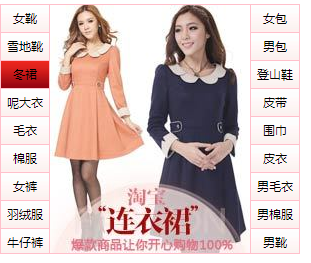 女靴
雪地靴
冬裙
呢大衣
毛衣
棉服
女裤
羽绒服
牛仔裤
淘宝
“连衣裙”
爆款商品让你开心购物100%
女包
男包
登山鞋
皮带
围巾
皮衣
男毛衣
男棉服
男靴